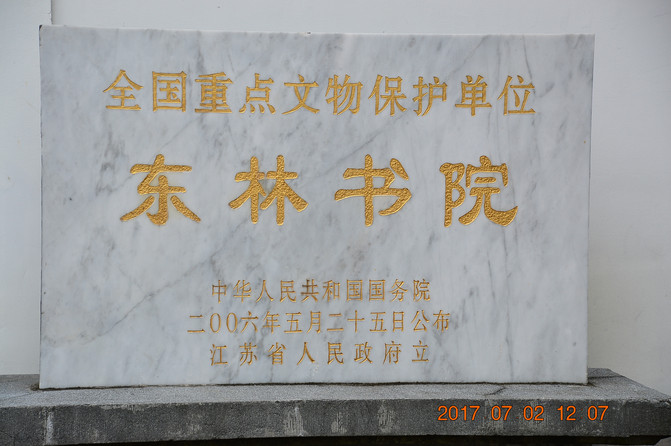 全国重点文物保护单位
东林书院
中华人民共和国国务院
二〇〇六年五月二十五日公布
江苏省人民政府立
2017 07 02 12 07